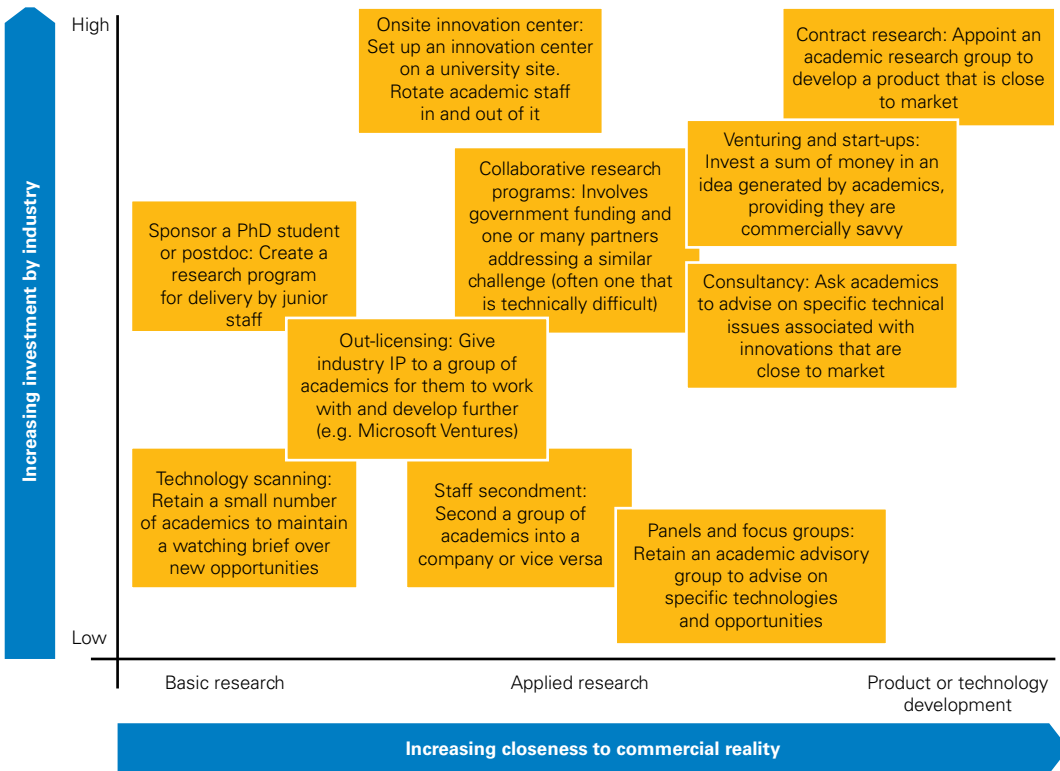 Increasing investment by industry
High
Onsite innovation center:
Set up an innovation center
on a university site.
Rotate academic staff
in and out of it
Contract research: Appoint an
academic research group to
develop a product that is close
to market
Venturing and start-ups:
Invest a sum of money in an
idea generated by academics,
providing they are
commercially savvy
Collaborative research
programs: Involves
government funding and
one or many partners
addressing a similar
challenge (often one that
is technically difficult)
Sponsor a PhD student
or postdoc: Create a
research program
for delivery by junior
staff
Consultancy: Ask academics
to advise on specific technical
issues associated with
innovations that are
close to market
Out-licensing: Give
industry IP to a group of
academics for them to work
with and develop further
(e.g. Microsoft Ventures)
Technology scanning:
Retain a small number
of academics to maintain
a watching brief over
new opportunities
Staff secondment:
Second a group of
academics into a
company or vice versa
Panels and focus groups:
Retain an academic advisory
group to advise on
specific technologies
and opportunities
Low
Basic research
Applied research
Product or technology
development
Increasing closeness to commercial reality